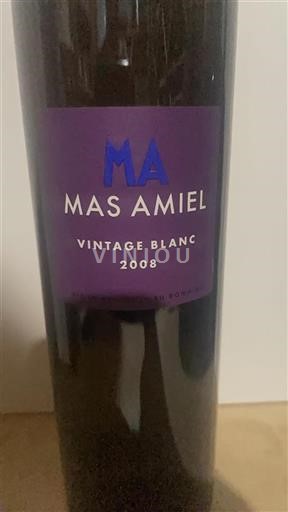 MA
MAS AMIEL
VINTAGE BLANC
VINIOU
2008